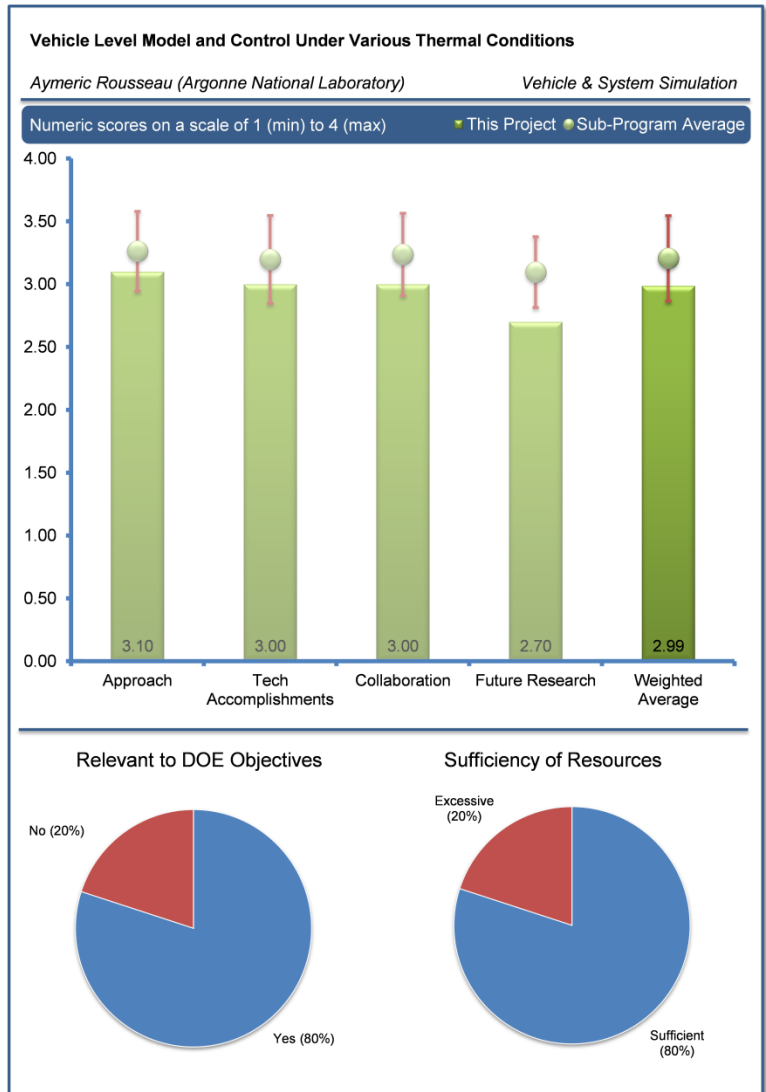 Vehicle Level Model and Control Under Various Thermal Conditions
Aymeric Rousseau (Argonne National Laboratory) Vehicle & System Simulation
Numeric scores on a scale of 1 (min) to 4 (max) This Project Sub-Program Average
4.00
3.50
3.00
2.50
2.00
1.50
1.00
0.50
0.00
3.10 3.00 3.00 2.70 2.99
Approach Tech Collaboration Future Research Weighted
Accomplishments Average
Relevant to DOE Objectives Sufficiency of Resources
No (20%)
Yes (80%)
Excessive
(20%)
Sufficient
(80%)